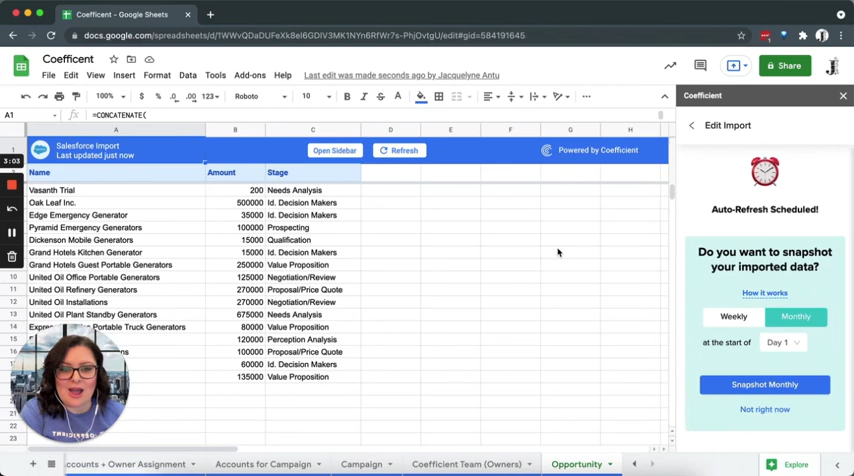 Coefficent - Google Sheets
docs.google.com/spreadsheets/d/1WWvQDaDUFeXk8eI6GDIV3MK1NYn6RfWr7s-PhjOvtgU/edit#gid=584191645
Coefficent
File Edit View Insert Format Data Tools Add-ons Help Last edit was made seconds ago by Jacquelyne Antu
Share
100% $ % .0 .00 123 Roboto 10 B I S A
A1 fx =CONCATENATE(
Coefficient
Edit Import
A B C D E F G H
1
Salesforce Import
Last updated just now
Open Sidebar
Refresh
Powered by Coefficient
3:03
Name Amount Stage
Vasanth Trial 200 Needs Analysis
Oak Leaf Inc. 500000 Id. Decision Makers
Edge Emergency Generator 35000 Id. Decision Makers
Pyramid Emergency Generators 100000 Prospecting
Dickenson Mobile Generators 15000 Qualification
Grand Hotels Kitchen Generator 15000 Id. Decision Makers
Grand Hotels Guest Portable Generators 250000 Value Proposition
10 United Oil Office Portable Generators 125000 Negotiation/Review
11 United Oil Refinery Generators 270000 Proposal/Price Quote
12 United Oil Installations 270000 Negotiation/Review
13 United Oil Plant Standby Generators 675000 Needs Analysis
14 Portable Truck Generators 80000 Value Proposition
120000 Perception Analysis
100000 Proposal/Price Quote
60000 Id. Decision Makers
135000 Value Proposition
23
Auto-Refresh Scheduled!
Do you want to snapshot
your imported data?
How it works
Weekly Monthly
at the start of Day 1
Snapshot Monthly
Not right now
Accounts + Owner Assignment Accounts for Campaign Campaign Coefficient Team (Owners) Opportunity
Explore